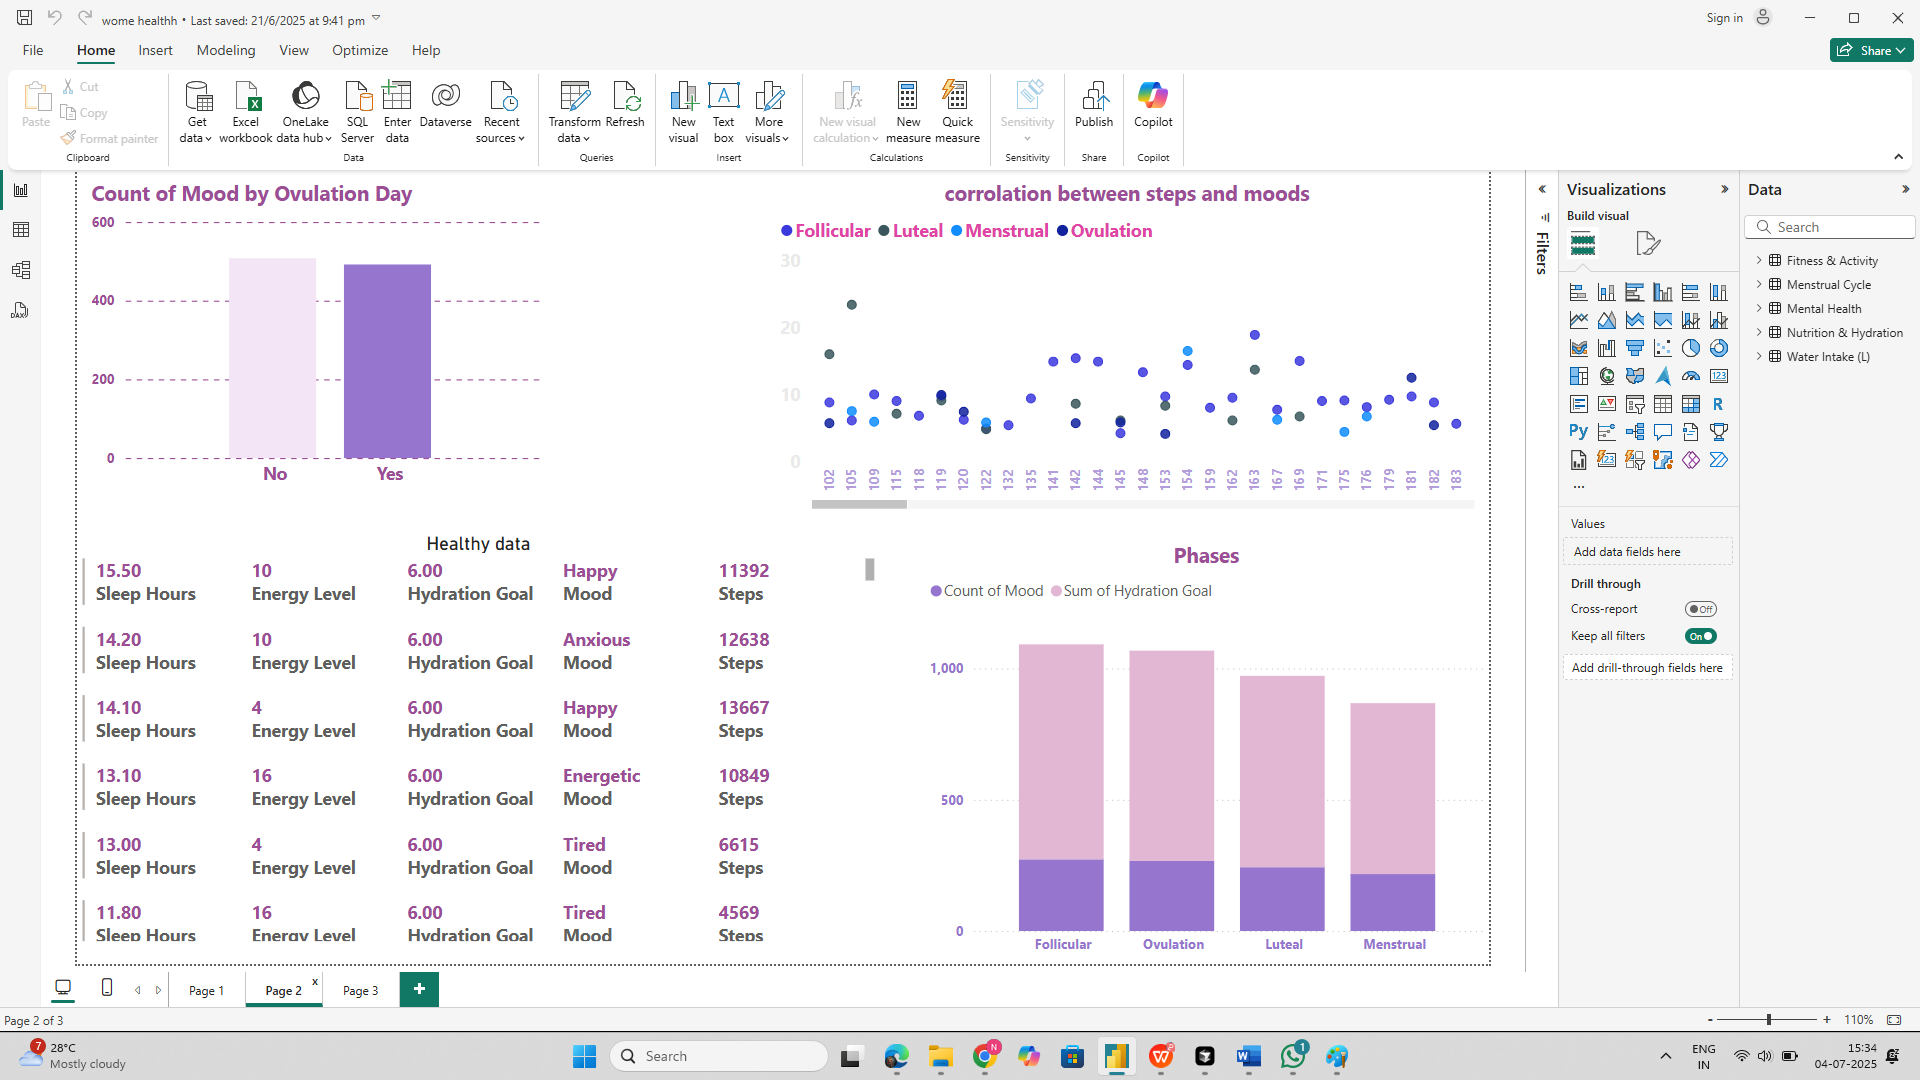 wome healthh • Last saved: 21/6/2025 at 9:41 pm
Sign in
File Home Insert Modeling View Optimize Help
Share
Paste
Cut
Copy
Format painter
Clipboard
Get data
Excel workbook
OneLake data hub
SQL Server
Enter data
Dataverse
Recent sources
Data
Transform data
Refresh
Queries
New visual
Text box
More visuals
Insert
New visual calculation
New measure
Quick measure
Calculations
Sensitivity
Sensitivity
Publish
Share
Copilot
Copilot
Count of Mood by Ovulation Day
600
400
200
0
No Yes
corrolation between steps and moods
Follicular Luteal Menstrual Ovulation
30
20
10
0
102 105 109 115 118 119 120 122 132 135 141 142 144 145 148 153 154 159 162 163 167 169 171 175 176 179 181 182 183
Healthy data
15.50 10 6.00 Happy 11392
Sleep Hours Energy Level Hydration Goal Mood Steps
14.20 10 6.00 Anxious 12638
Sleep Hours Energy Level Hydration Goal Mood Steps
14.10 4 6.00 Happy 13667
Sleep Hours Energy Level Hydration Goal Mood Steps
13.10 16 6.00 Energetic 10849
Sleep Hours Energy Level Hydration Goal Mood Steps
13.00 4 6.00 Tired 6615
Sleep Hours Energy Level Hydration Goal Mood Steps
11.80 16 6.00 Tired 4569
Sleep Hours Energy Level Hydration Goal Mood Steps
Phases
Count of Mood Sum of Hydration Goal
1,000
500
0
Follicular Ovulation Luteal Menstrual
Filters
Visualizations
Build visual
123
R
Py
123
...
Values
Add data fields here
Drill through
Cross-report Off
Keep all filters On
Add drill-through fields here
Data
Search
Fitness & Activity
Menstrual Cycle
Mental Health
Nutrition & Hydration
Water Intake (L)
DAX
Page 1 Page 2 x Page 3 +
Page 2 of 3
- + 110%
7
28°C
Mostly cloudy
Search
N
W
1
ENG
IN
15:34
04-07-2025